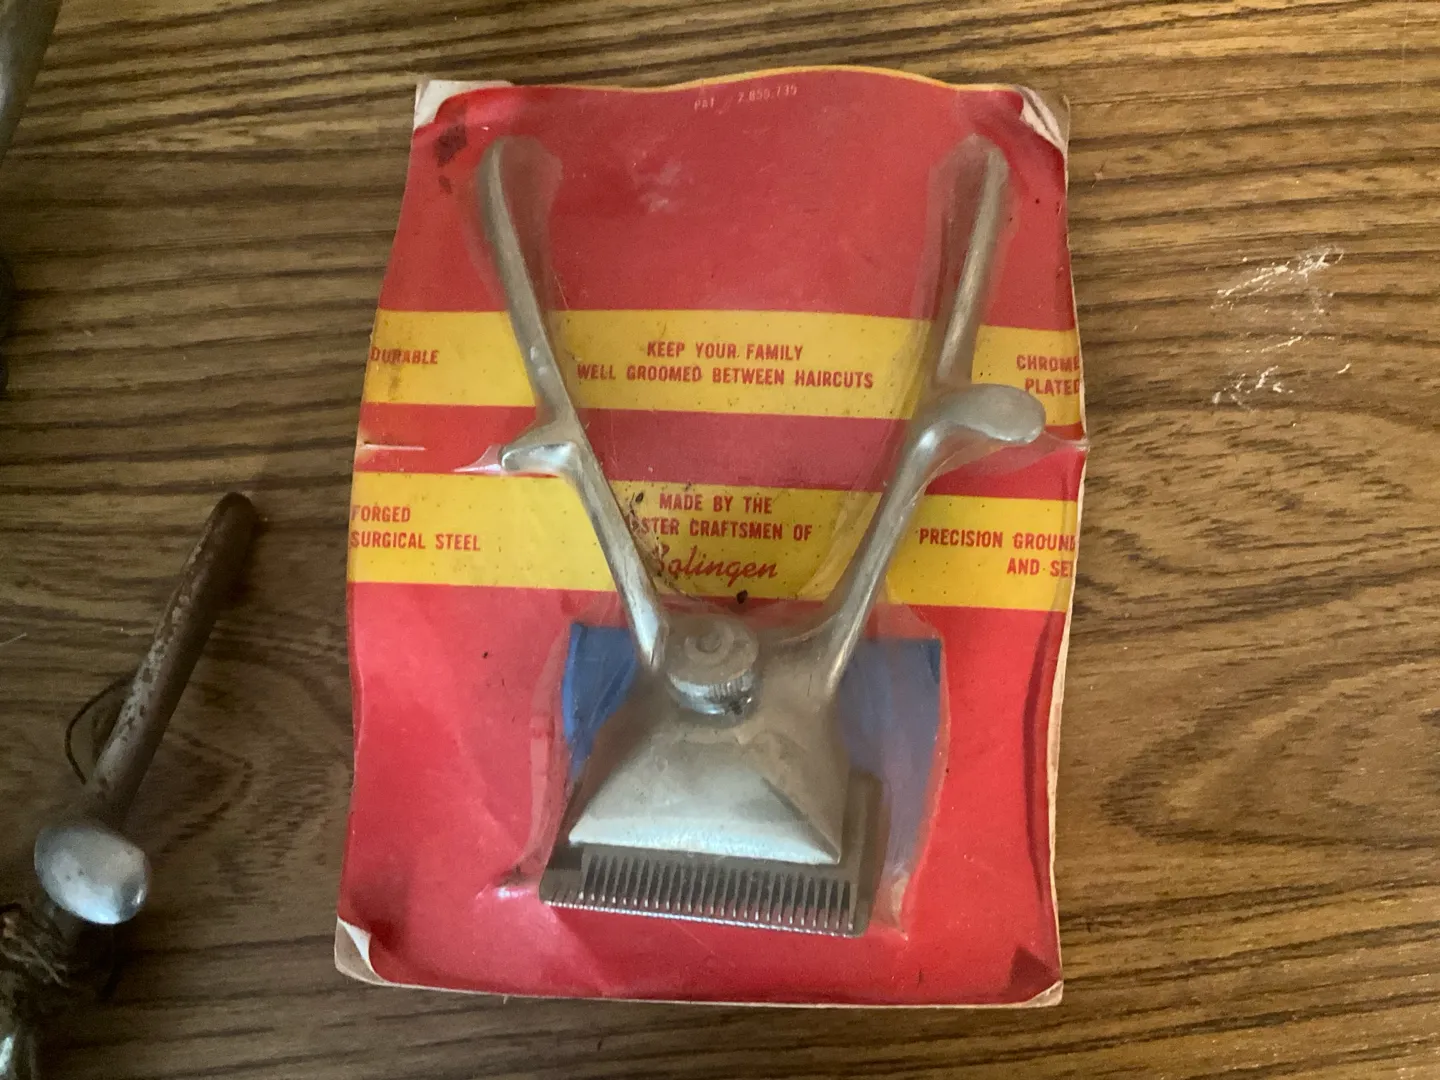 PAT 2,855,735
DURABLE
KEEP YOUR FAMILY
WELL GROOMED BETWEEN HAIRCUTS
CHROME
PLATED
FORGED
SURGICAL STEEL
MADE BY THE
MASTER CRAFTSMEN OF
Solingen
PRECISION GROUND
AND SET